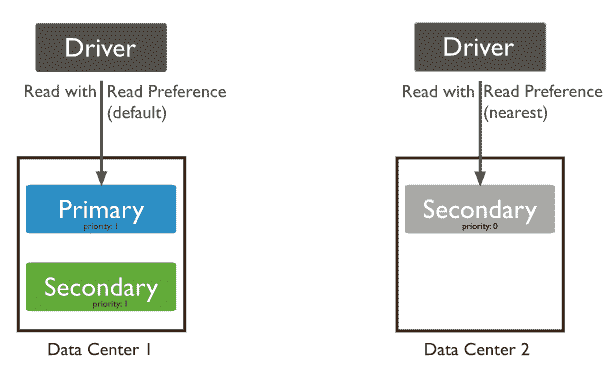 Driver
Read with Read Preference
(default)
Primary
priority: 1
Secondary
priority: 1
Data Center 1
Driver
Read with Read Preference
(nearest)
Secondary
priority: 0
Data Center 2